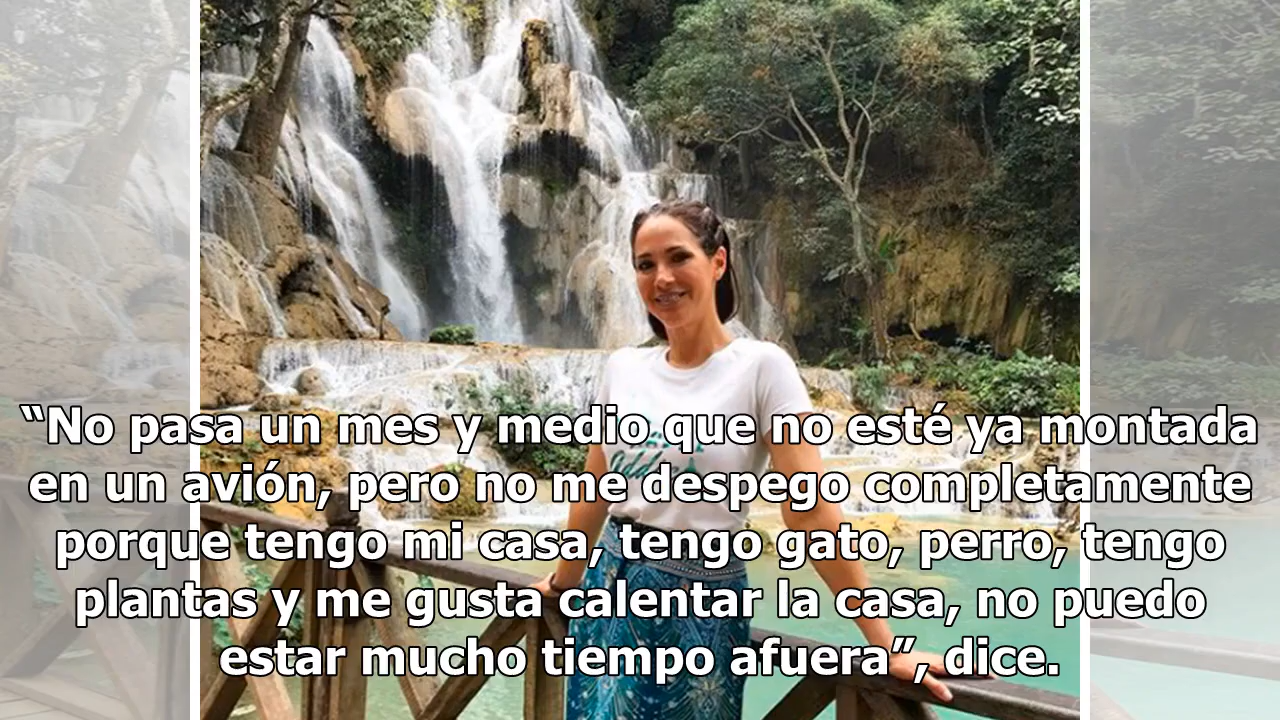 “No pasa un mes y medio que no esté ya montada
en un avión, pero no me despego completamente
porque tengo mi casa, tengo gato, perro, tengo
plantas y me gusta calentar la casa, no puedo
estar mucho tiempo afuera”, dice.